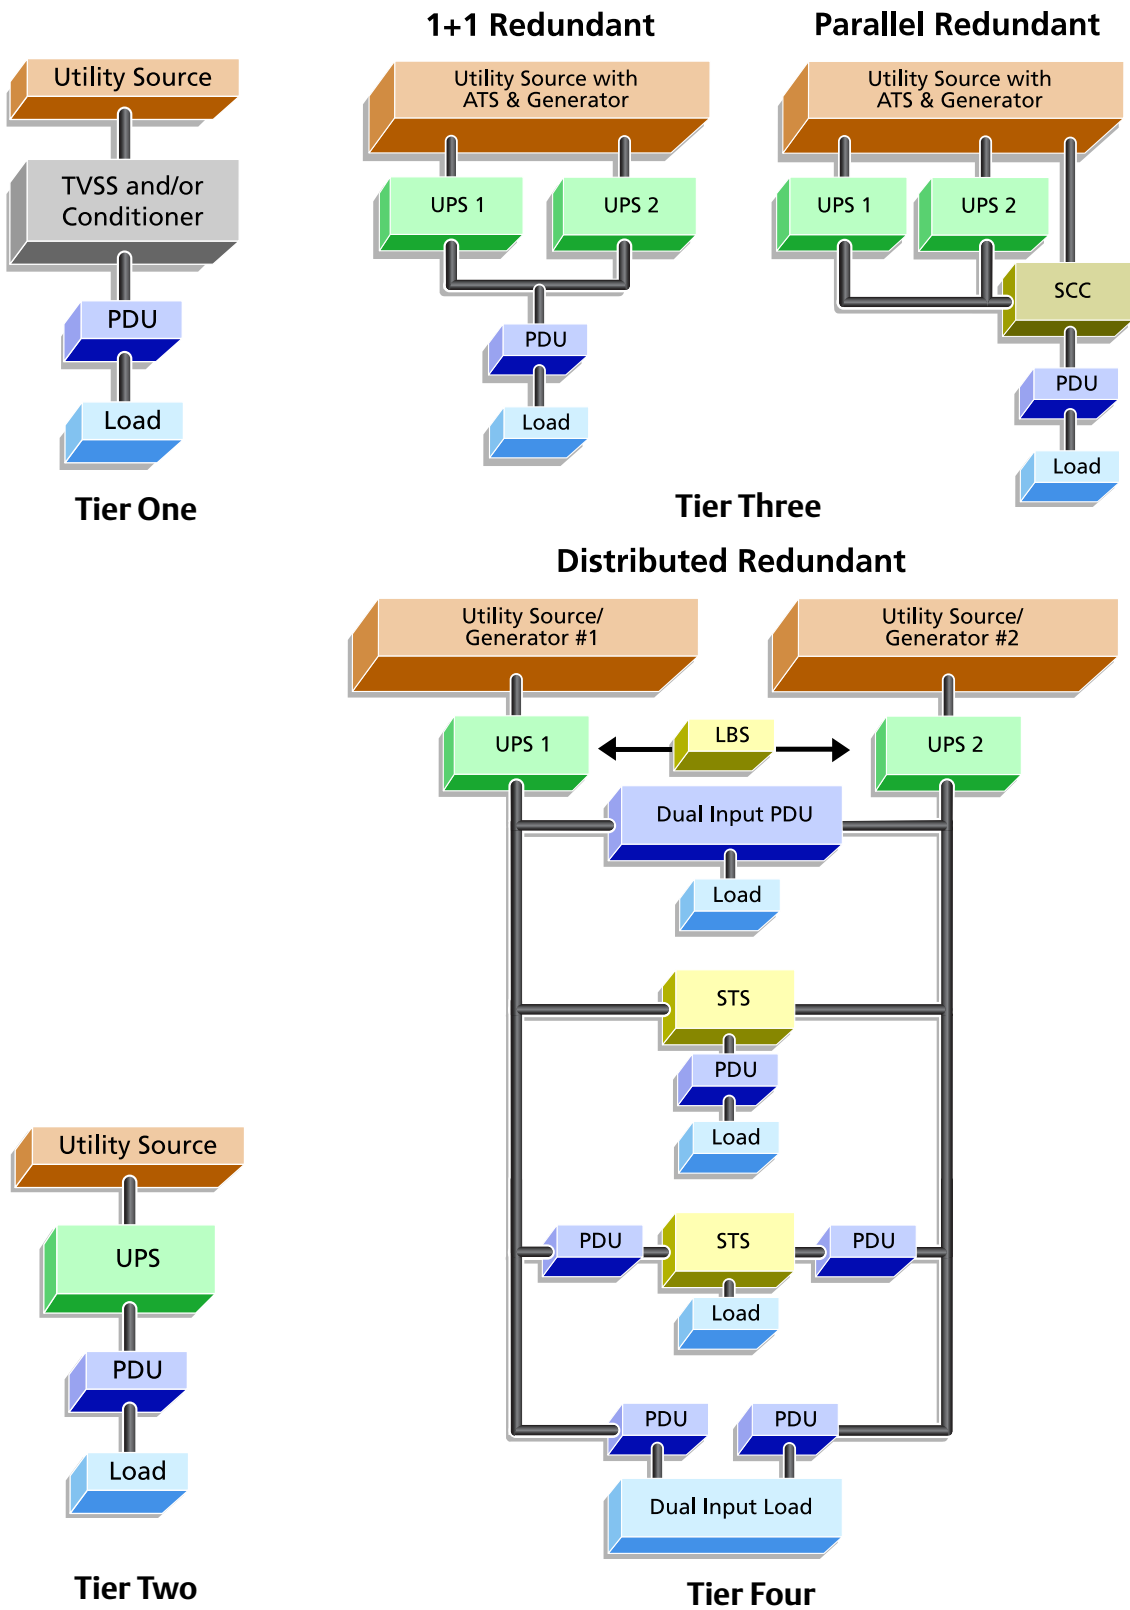 Utility Source
TVSS and/or
Conditioner
PDU
Load
Tier One
1+1 Redundant
Utility Source with
ATS & Generator
UPS 1
UPS 2
PDU
Load
Parallel Redundant
Utility Source with
ATS & Generator
UPS 1
UPS 2
SCC
PDU
Load
Tier Three
Utility Source
UPS
PDU
Load
Tier Two
Distributed Redundant
Utility Source/
Generator #1
Utility Source/
Generator #2
UPS 1
LBS
UPS 2
Dual Input PDU
Load
STS
PDU
Load
PDU
STS
PDU
Load
PDU
PDU
Dual Input Load
Tier Four